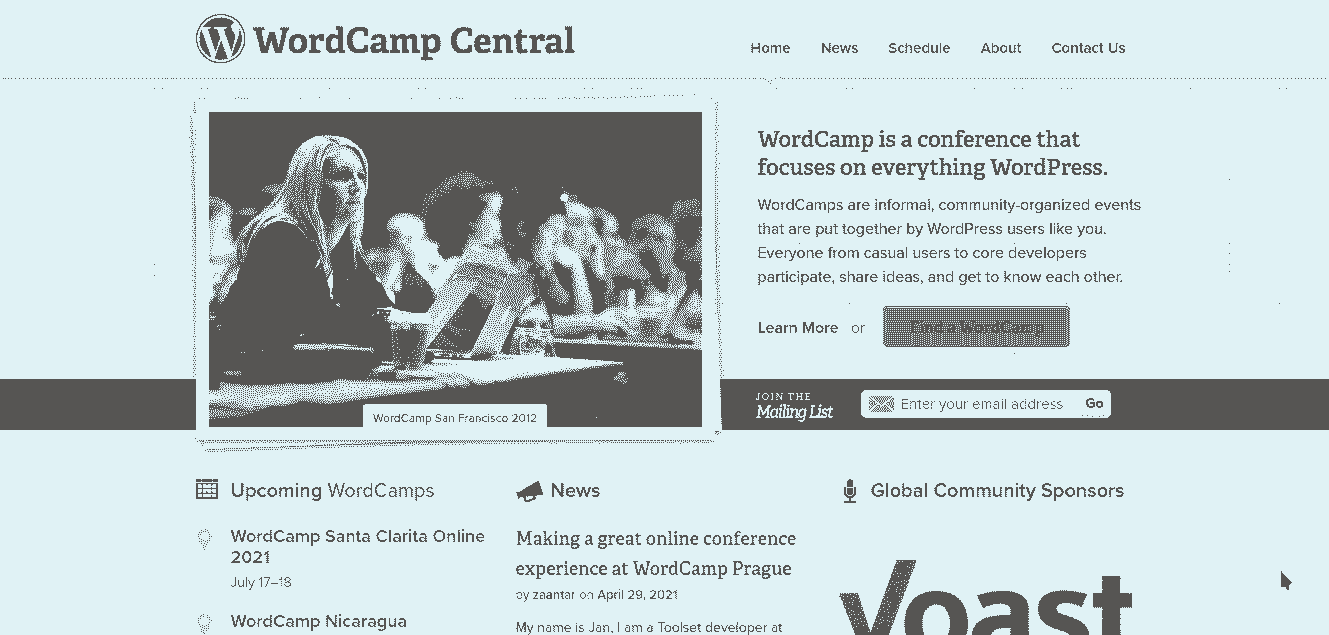 WordCamp Central
Home News Schedule About Contact Us
WordCamp is a conference that
focuses on everything WordPress.
WordCamps are informal, community-organized events
that are put together by WordPress users like you.
Everyone from casual users to core developers
participate, share ideas, and get to know each other.
Learn More or Find a WordCamp
WordCamp San Francisco 2012
JOIN THE
Mailing List
Enter your email address Go
Upcoming WordCamps
WordCamp Santa Clarita Online
2021
July 17–18
WordCamp Nicaragua
News
Making a great online conference
experience at WordCamp Prague
by zaantar on April 29, 2021
My name is Jan, I am a Toolset developer at
Global Community Sponsors
yoast